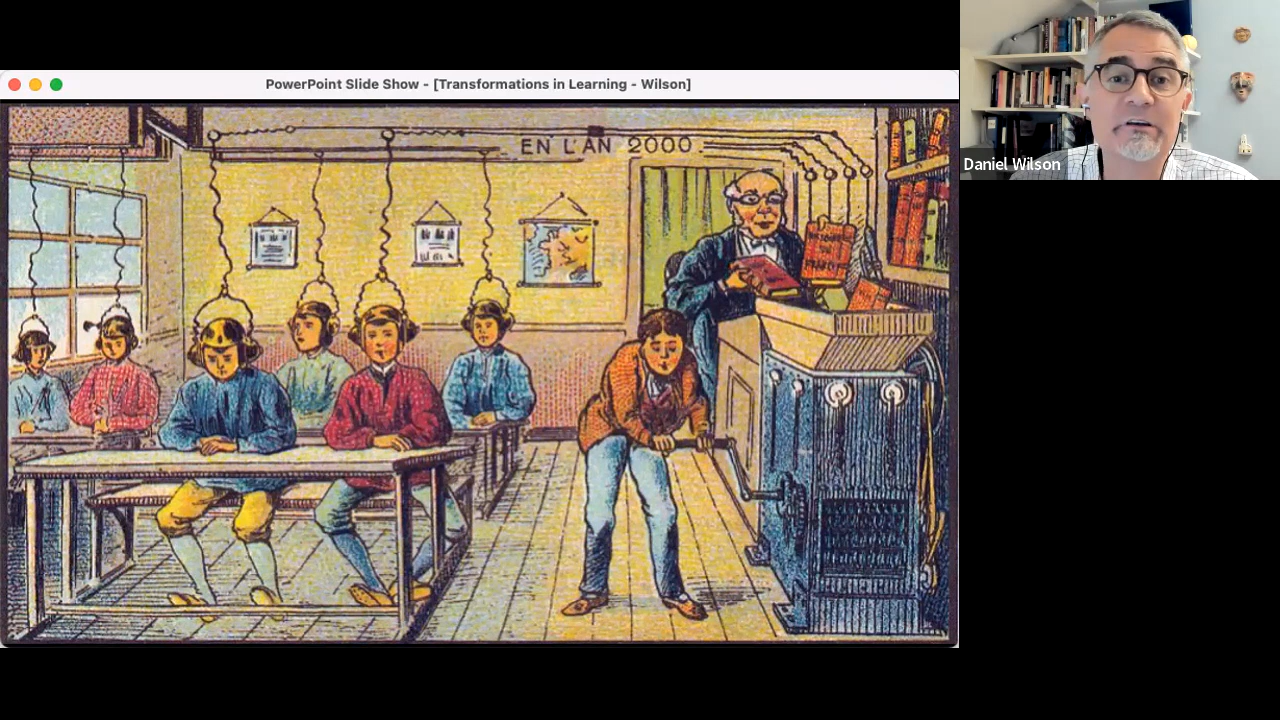 PowerPoint Slide Show - [Transformations in Learning - Wilson]
EN L'AN 2000
Daniel Wilson